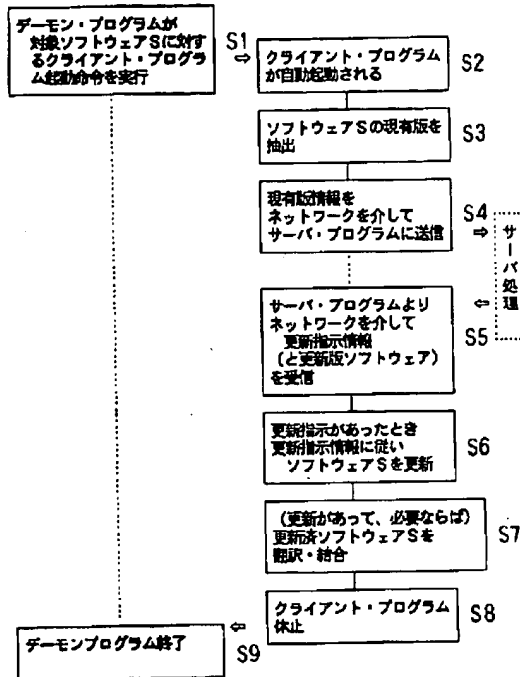 デーモン・プログラムが
対象ソフトウェアSに対す
るクライアント・プログラ
ム起動命令を実行
S1
⇨
クライアント・プログラム
が自動起動される
S2
ソフトウェアSの現有版を
抽出
S3
現有版情報を
ネットワークを介して
サーバ・プログラムに送信
S4
⇨
サーバ処理
サーバ・プログラムより
ネットワークを介して
更新指示情報
(と更新版ソフトウェア)
を受信
⇦
S5
更新指示があったとき
更新指示情報に従い
ソフトウェアSを更新
S6
(更新があって、必要ならば)
更新済ソフトウェアSを
翻訳・結合
S7
クライアント・プログラム
休止
S8
⇦
デーモンプログラム終了
S9